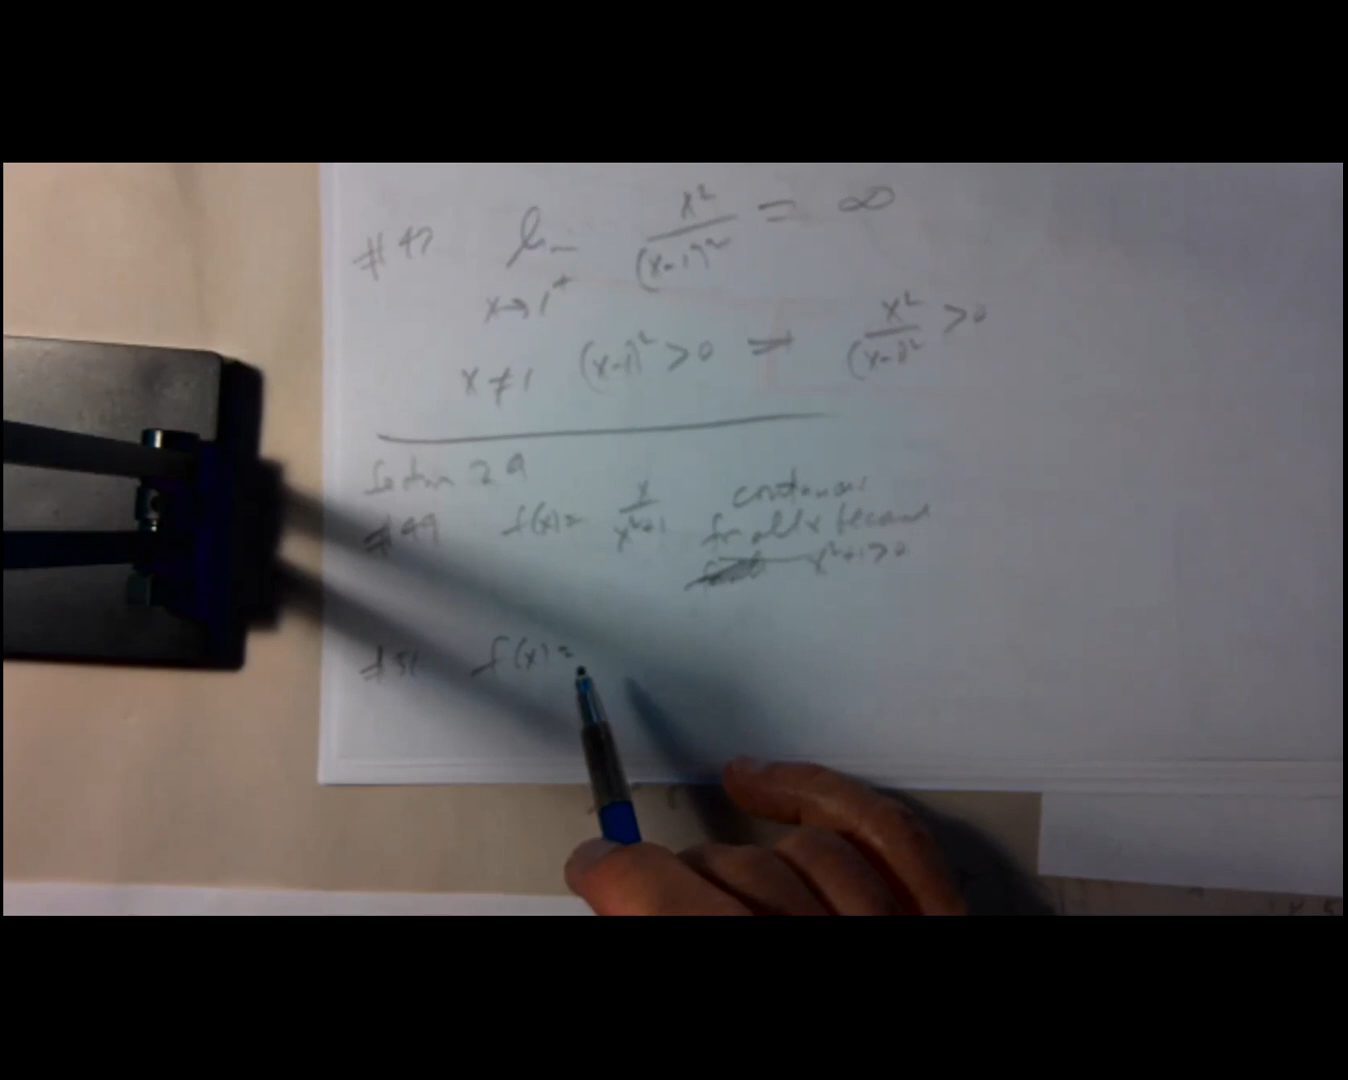 #47 lim x→1⁺ x²/(x-1)² = ∞
x ≠ 1 (x-1)² > 0 ⇒ x²/(x-1)² > 0
Section 2.
#49 f(x) = x/(x²+1) continuous
for all x because
x²+1 > 0
#51 f(x) =